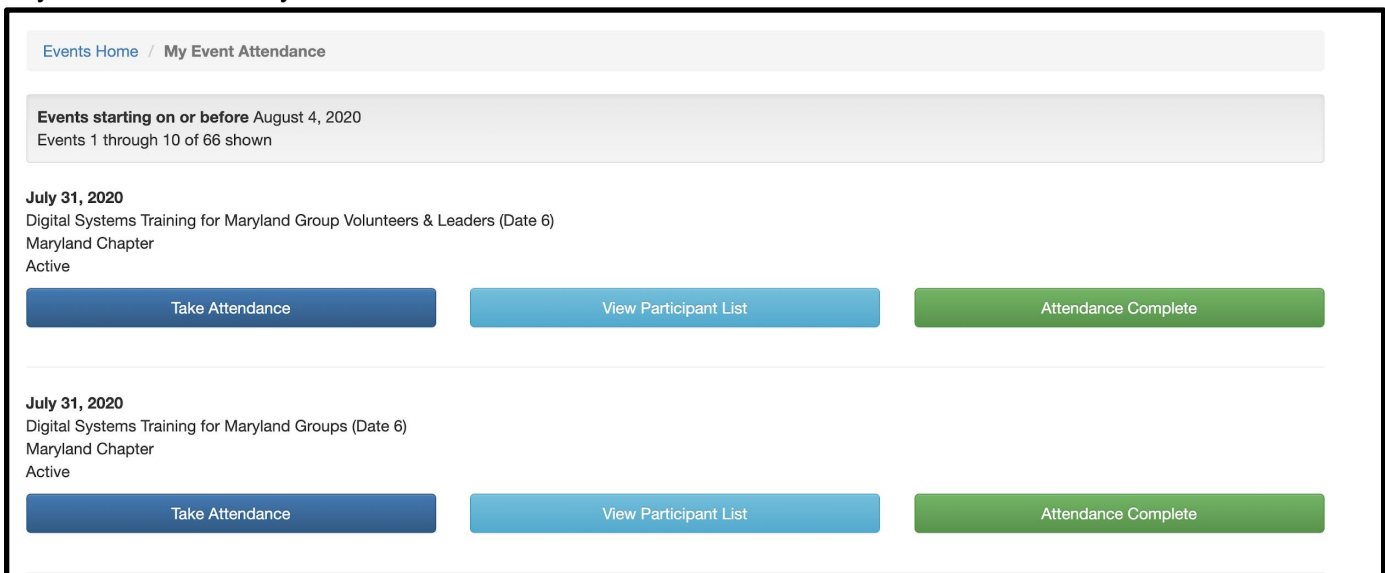 Events Home / My Event Attendance
Events starting on or before August 4, 2020
Events 1 through 10 of 66 shown
July 31, 2020
Digital Systems Training for Maryland Group Volunteers & Leaders (Date 6)
Maryland Chapter
Active
Take Attendance View Participant List Attendance Complete
July 31, 2020
Digital Systems Training for Maryland Groups (Date 6)
Maryland Chapter
Active
Take Attendance View Participant List Attendance Complete